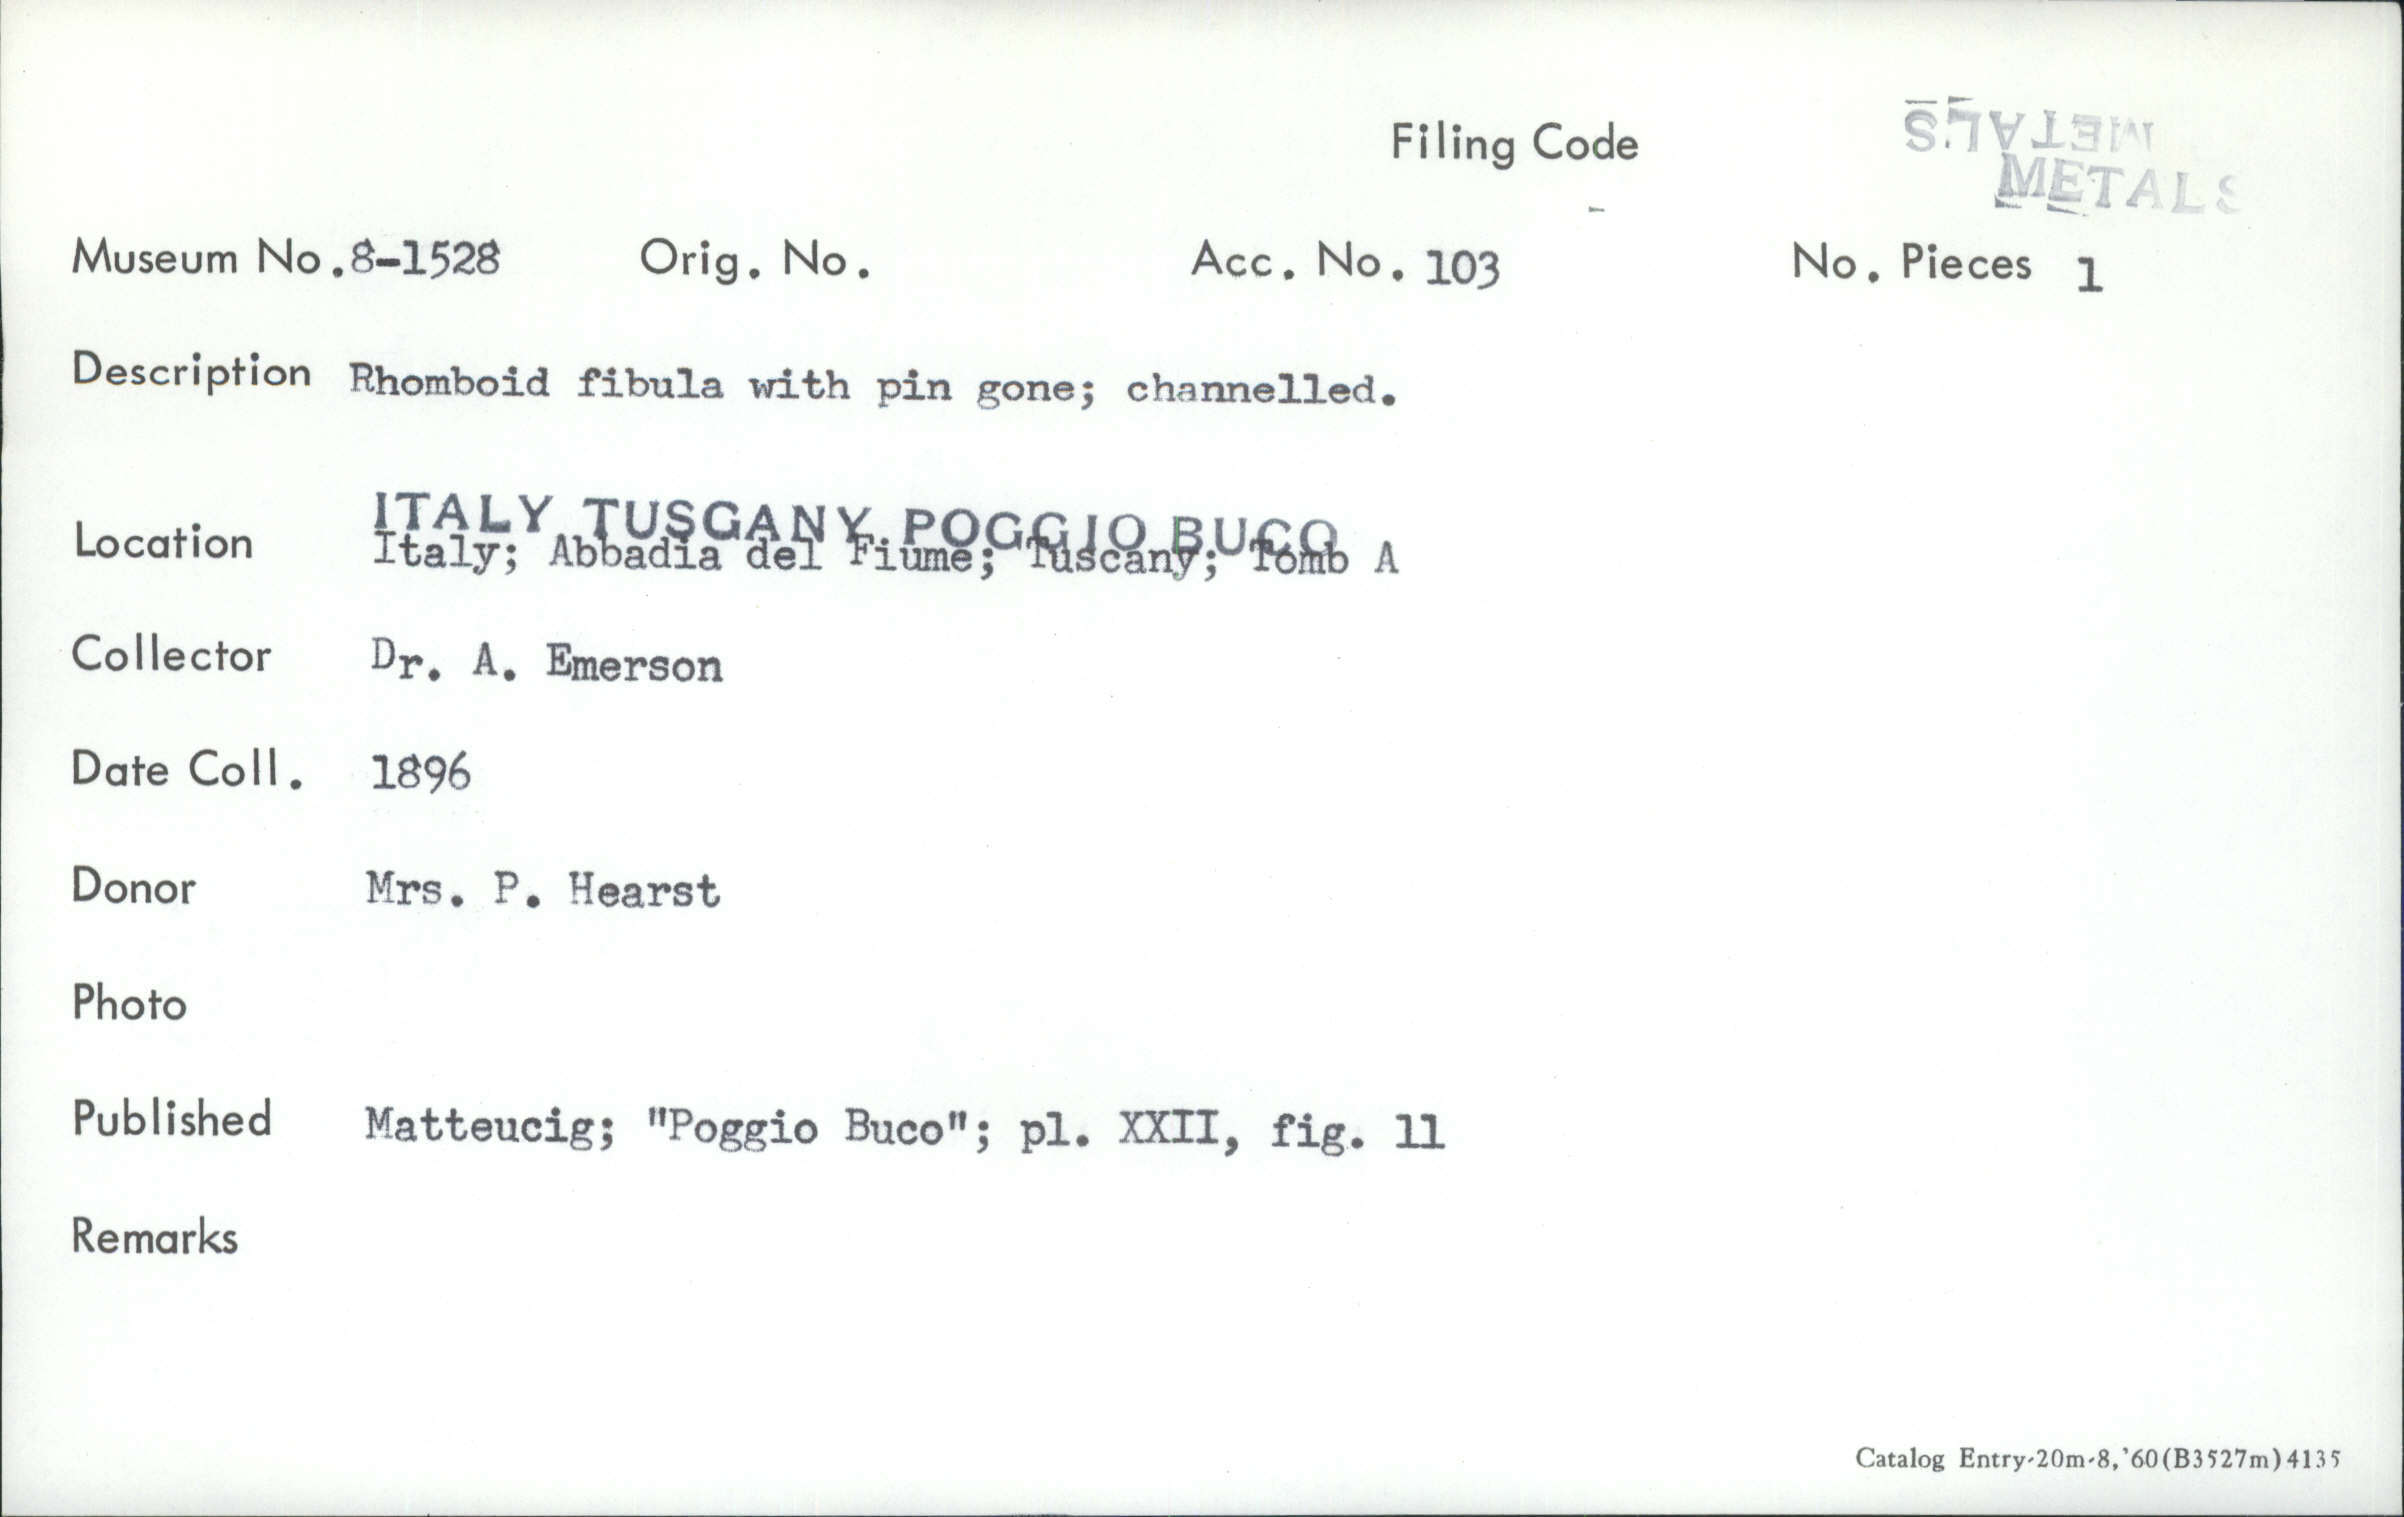 METALS
Filing Code
METALS
Museum No. 8-1528 Orig. No. Acc. No. 103 No. Pieces 1
Description Rhomboid fibula with pin gone; channelled.
ITALY TUSCANY POGGIO BUCO
Location Italy; Abbadia del Fiume; Tuscany; Tomb A
Collector Dr. A. Emerson
Date Coll. 1896
Donor Mrs. P. Hearst
Photo
Published Matteucig; "Poggio Buco"; pl. XXII, fig. 11
Remarks
Catalog Entry-20m-8,'60(B3527m)4135